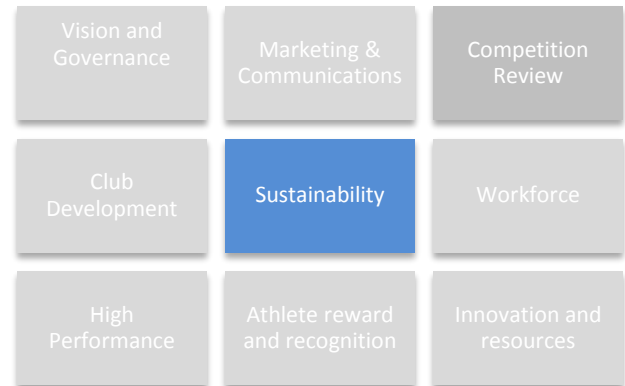 Vision and
Governance
Marketing &
Communications
Competition
Review
Club
Development
Sustainability
Workforce
High
Performance
Athlete reward
and recognition
Innovation and
resources